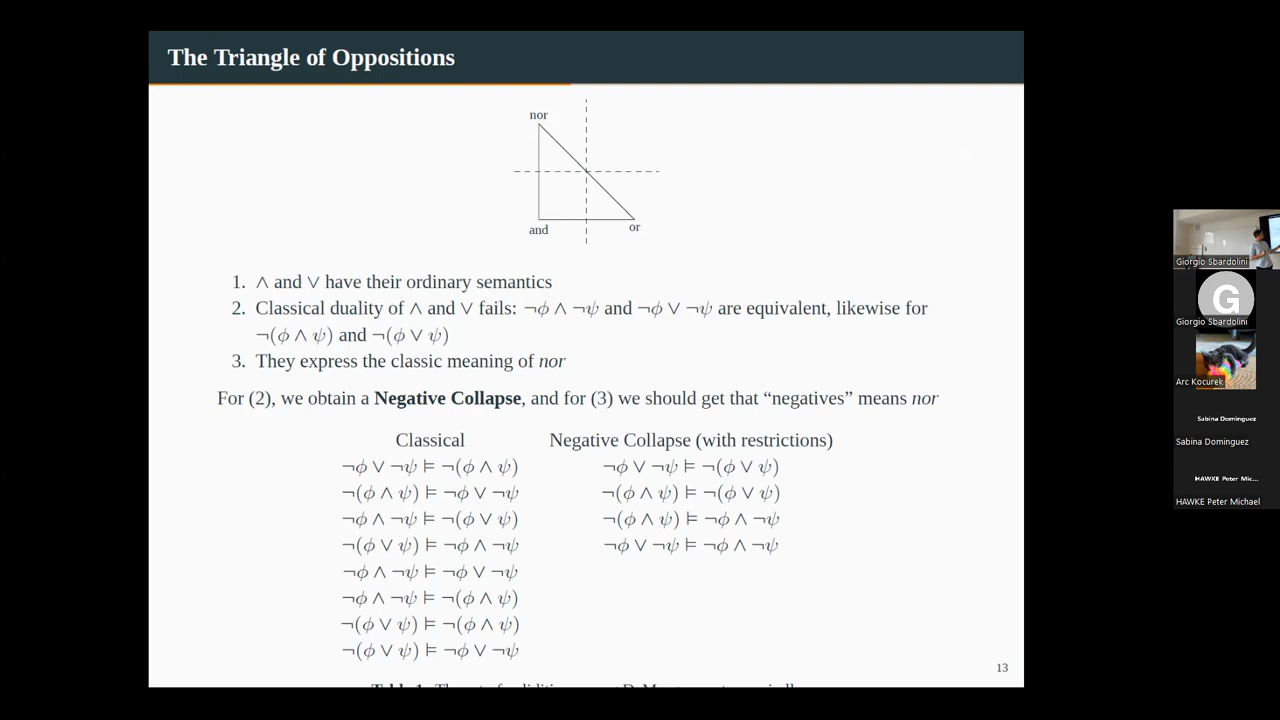 The Triangle of Oppositions
nor
and
or
1. ∧ and ∨ have their ordinary semantics
2. Classical duality of ∧ and ∨ fails: ¬ϕ ∧ ¬ψ and ¬ϕ ∨ ¬ψ are equivalent, likewise for
¬(ϕ ∧ ψ) and ¬(ϕ ∨ ψ)
3. They express the classic meaning of nor
For (2), we obtain a Negative Collapse, and for (3) we should get that “negatives” means nor
Classical Negative Collapse (with restrictions)
¬ϕ ∨ ¬ψ ⊨ ¬(ϕ ∧ ψ) ¬ϕ ∨ ¬ψ ⊨ ¬(ϕ ∨ ψ)
¬(ϕ ∧ ψ) ⊨ ¬ϕ ∨ ¬ψ ¬(ϕ ∧ ψ) ⊨ ¬(ϕ ∨ ψ)
¬ϕ ∧ ¬ψ ⊨ ¬(ϕ ∨ ψ) ¬(ϕ ∧ ψ) ⊨ ¬ϕ ∧ ¬ψ
¬(ϕ ∨ ψ) ⊨ ¬ϕ ∧ ¬ψ ¬ϕ ∨ ¬ψ ⊨ ¬ϕ ∧ ¬ψ
¬ϕ ∧ ¬ψ ⊨ ¬ϕ ∨ ¬ψ
¬ϕ ∧ ¬ψ ⊨ ¬(ϕ ∧ ψ)
¬(ϕ ∨ ψ) ⊨ ¬(ϕ ∧ ψ)
¬(ϕ ∨ ψ) ⊨ ¬ϕ ∨ ¬ψ
13
Giorgio Sbardolini
G
Giorgio Sbardolini
Arc Kocurek
Sabina Dominguez
Sabina Dominguez
HAWKE Peter Mic...
HAWKE Peter Michael